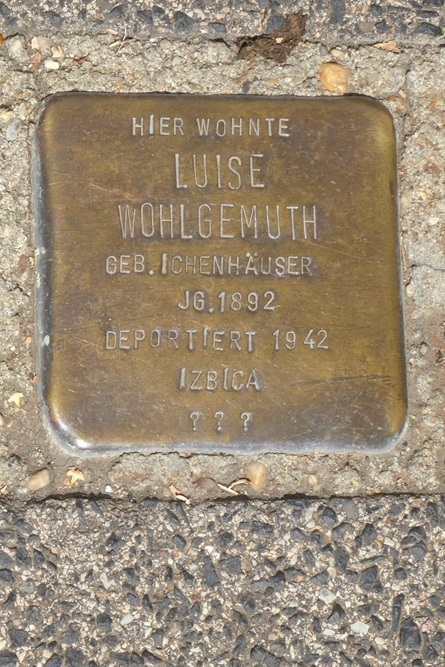 HIER WOHNTE
LUISE
WOHLGEMUTH
GEB. ICHENHÄUSER
JG. 1892
DEPORTIERT 1942
IZBICA
? ? ?